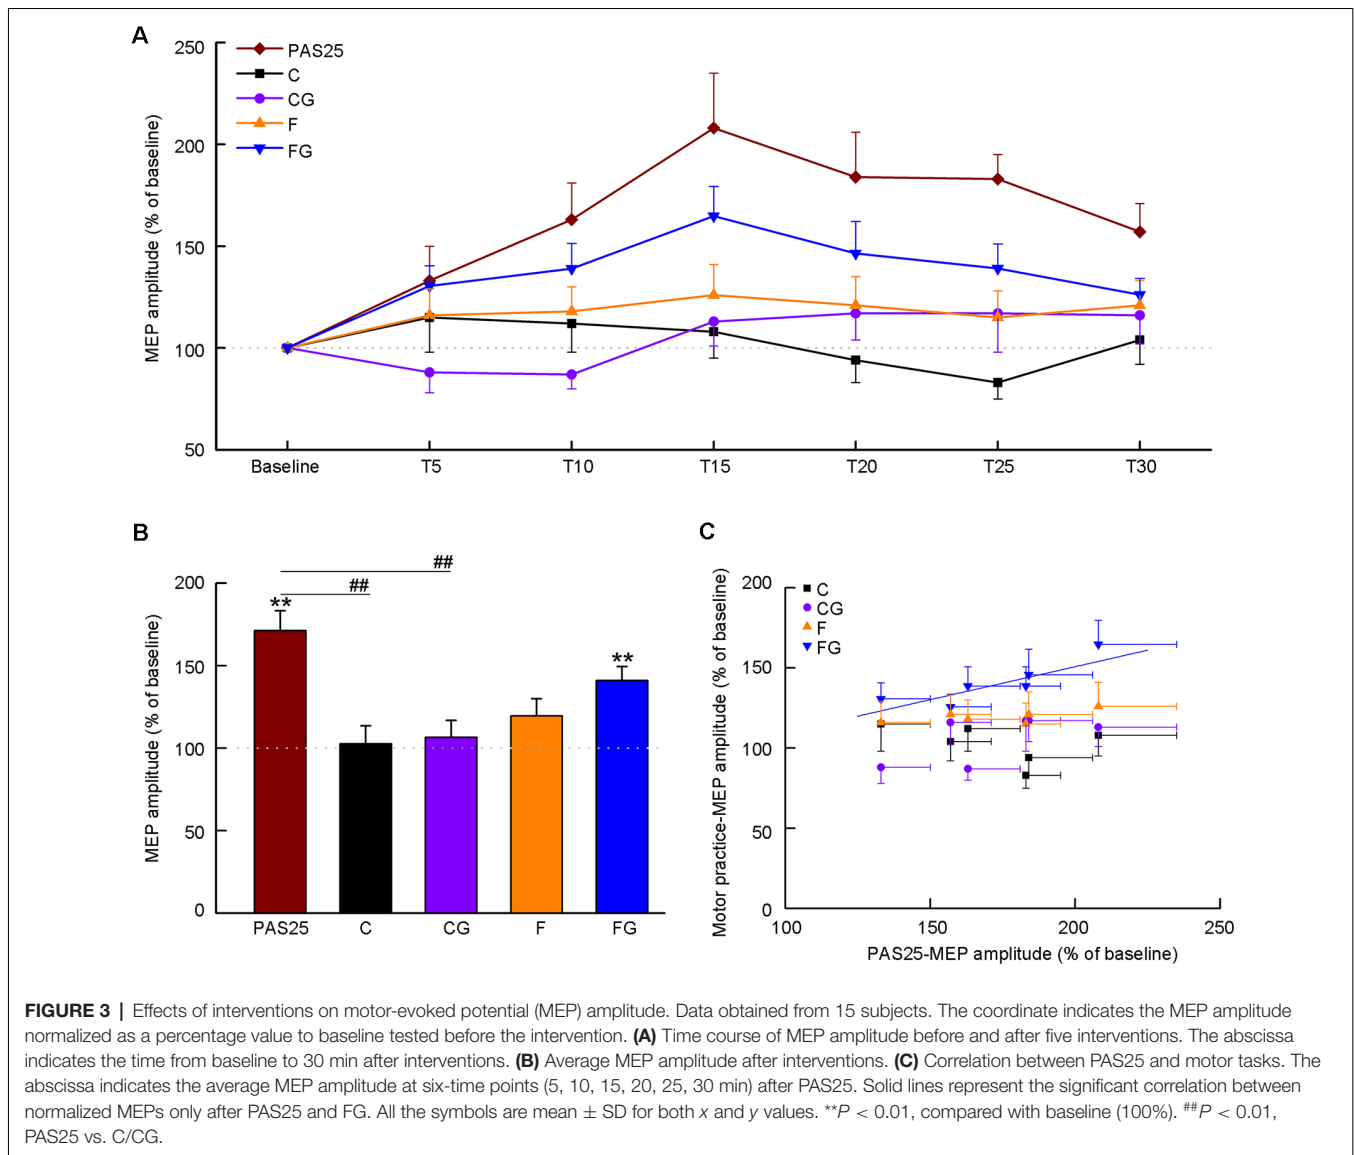 A
250
200
150
100
50
MEP amplitude (% of baseline)
PAS25
C
CG
F
FG
Baseline T5 T10 T15 T20 T25 T30
B
200
150
100
50
0
MEP amplitude (% of baseline)
**
##
##
**
PAS25 C CG F FG
C
200
150
100
50
0
Motor practice-MEP amplitude (% of baseline)
C
CG
F
FG
100 150 200 250
PAS25-MEP amplitude (% of baseline)
FIGURE 3 | Effects of interventions on motor-evoked potential (MEP) amplitude. Data obtained from 15 subjects. The coordinate indicates the MEP amplitude
normalized as a percentage value to baseline tested before the intervention. (A) Time course of MEP amplitude before and after five interventions. The abscissa
indicates the time from baseline to 30 min after interventions. (B) Average MEP amplitude after interventions. (C) Correlation between PAS25 and motor tasks. The
abscissa indicates the average MEP amplitude at six-time points (5, 10, 15, 20, 25, 30 min) after PAS25. Solid lines represent the significant correlation between
normalized MEPs only after PAS25 and FG. All the symbols are mean ± SD for both x and y values. **P < 0.01, compared with baseline (100%). ##P < 0.01,
PAS25 vs. C/CG.